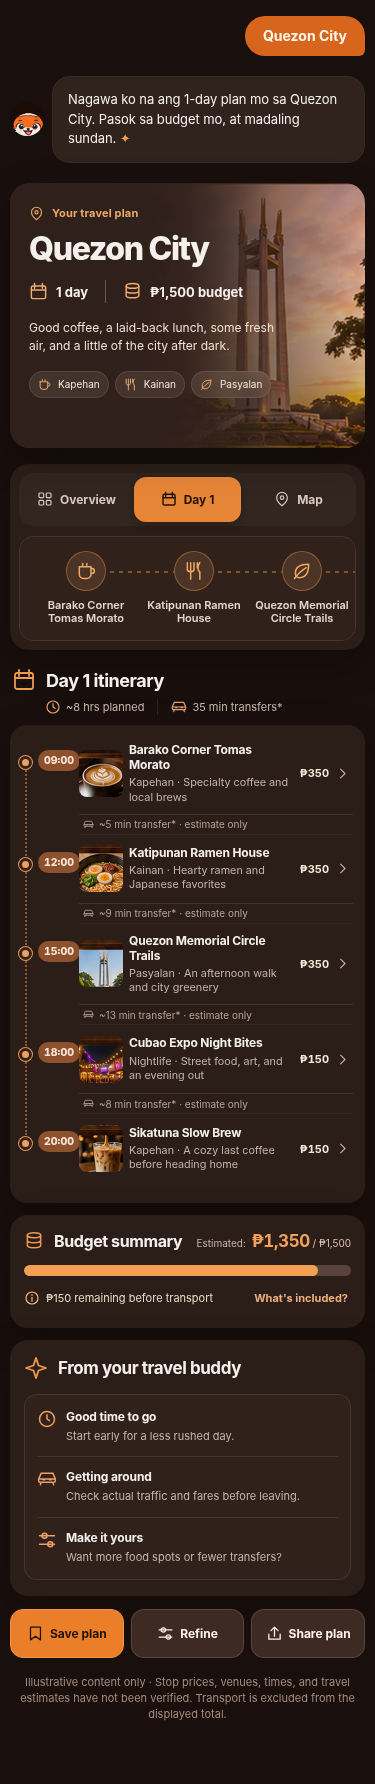 Quezon City
Nagawa ko na ang 1-day plan mo sa Quezon
City. Pasok sa budget mo, at madaling
sundan. ✦
Your travel plan
Quezon City
1 day
₱1,500 budget
Good coffee, a laid-back lunch, some fresh
air, and a little of the city after dark.
Kapehan
Kainan
Pasyalan
Overview
Day 1
Map
Barako Corner
Tomas Morato
Katipunan Ramen
House
Quezon Memorial
Circle Trails
Day 1 itinerary
~8 hrs planned
35 min transfers*
09:00
Barako Corner Tomas
Morato
Kapehan · Specialty coffee and
local brews
₱350
~5 min transfer* · estimate only
12:00
Katipunan Ramen House
Kainan · Hearty ramen and
Japanese favorites
₱350
~9 min transfer* · estimate only
15:00
Quezon Memorial Circle
Trails
Pasyalan · An afternoon walk
and city greenery
₱350
~13 min transfer* · estimate only
18:00
Cubao Expo Night Bites
Nightlife · Street food, art, and
an evening out
₱150
~8 min transfer* · estimate only
20:00
Sikatuna Slow Brew
Kapehan · A cozy last coffee
before heading home
₱150
Budget summary
Estimated: ₱1,350 / ₱1,500
₱150 remaining before transport
What's included?
From your travel buddy
Good time to go
Start early for a less rushed day.
Getting around
Check actual traffic and fares before leaving.
Make it yours
Want more food spots or fewer transfers?
Save plan
Refine
Share plan
Illustrative content only · Stop prices, venues, times, and travel
estimates have not been verified. Transport is excluded from the
displayed total.